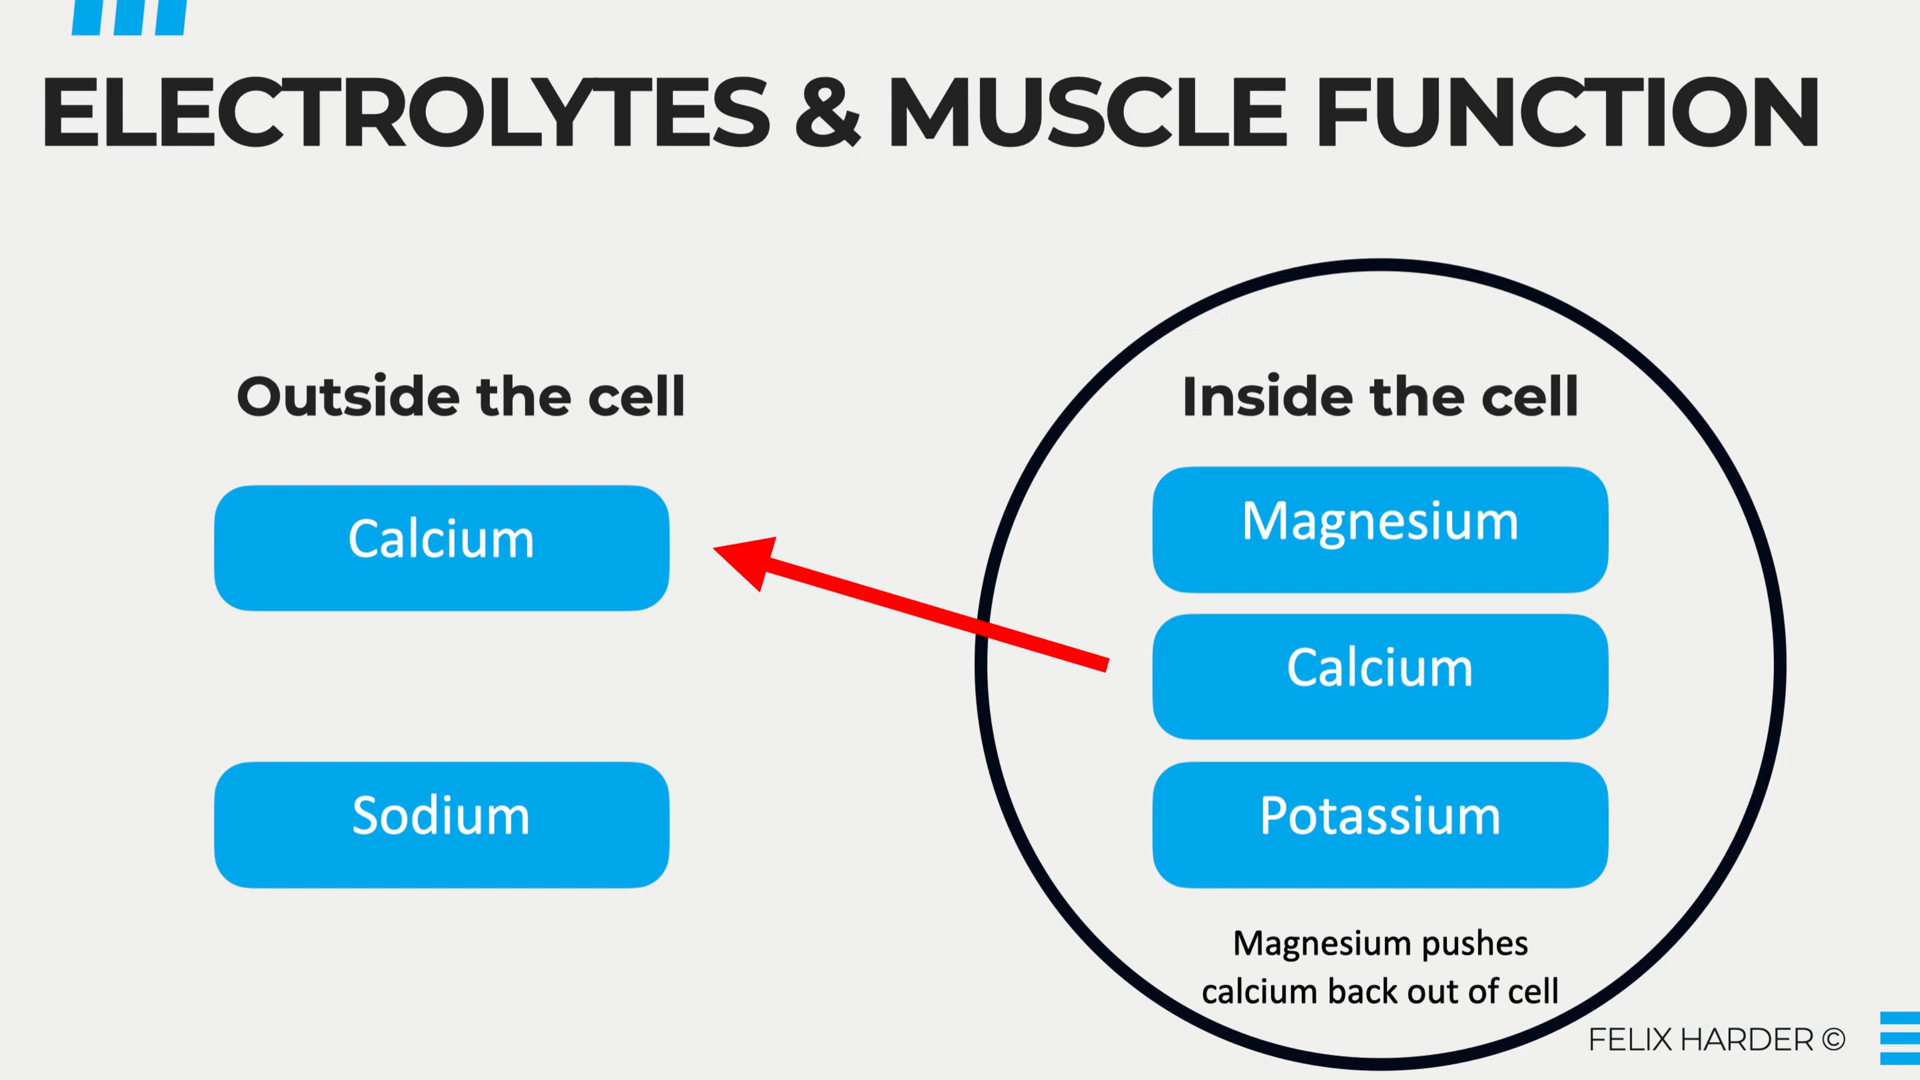 ELECTROLYTES & MUSCLE FUNCTION
Outside the cell
Calcium
Sodium
Inside the cell
Magnesium
Calcium
Potassium
Magnesium pushes
calcium back out of cell
FELIX HARDER ©